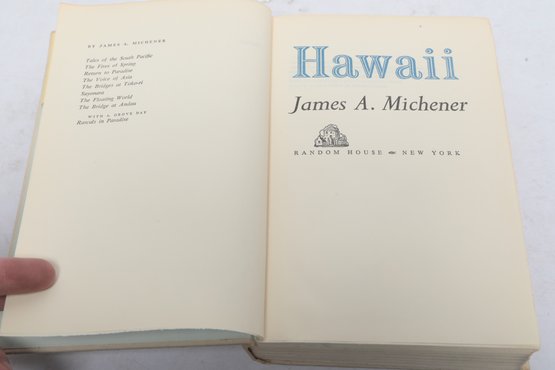 BY JAMES A. MICHENER
Tales of the South Pacific
The Fires of Spring
Return to Paradise
The Voice of Asia
The Bridges at Toko-ri
Sayonara
The Floating World
The Bridge at Andau
WITH A. GROVE DAY
Rascals in Paradise
Hawaii
James A. Michener
RANDOM HOUSE NEW YORK